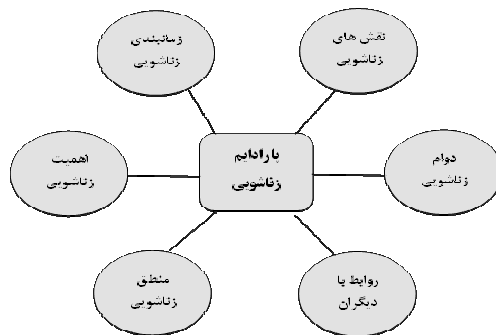 نقش های
زناشویی
زمانبندی
زناشویی
پارادایم
زناشویی
دوام
زناشویی
اهمیت
زناشویی
روابط با
دیگران
منطق
زناشویی